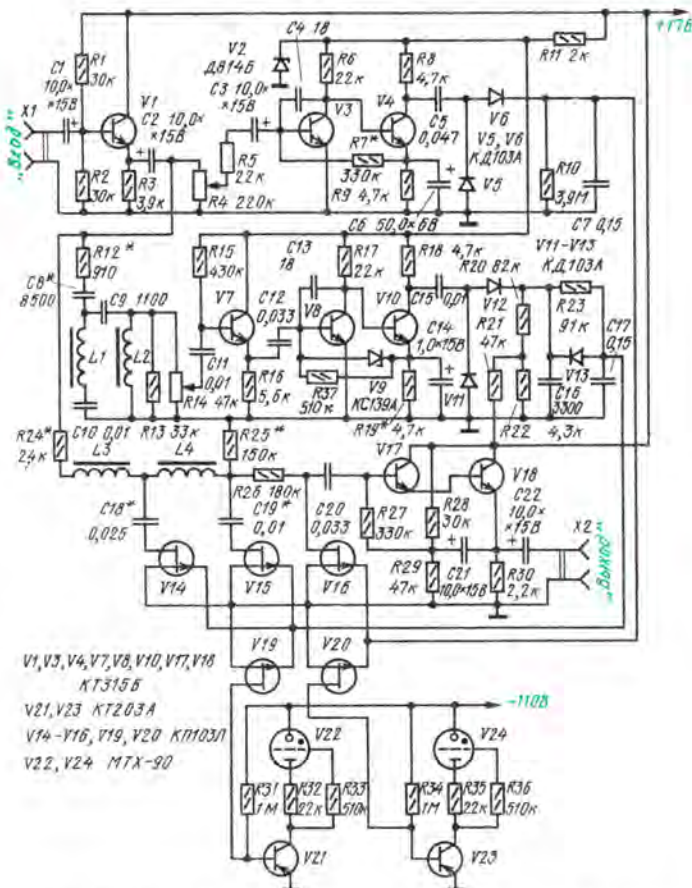 +17В
C4 18
V2
Д814Б
C3 10,0×
×15В
R1
30к
C1
10,0×
×15В
X1
„Вход"
V1
C2 10,0×
×15В
R2
30к
R3
3,9к
R4 220к
R5
22к
R6
22к
V3
V4
R7*
330к
R8
4,7к
R9 4,7к
C5
0,047
C6 50,0×6В
R11 2к
V6
V5, V6
КД103А
V5
R10
3,9М
C7 0,15
R12*
910
C8*
8500
C9 1100
L1
L2
C10 0,01
R13 33к
R14 47к
R15
430к
V7
C11
0,01
R16
5,6к
C12
0,033
C13
18
R17
22к
V8
V10
R37
510к
V9
КС139А
R18 4,7к
C15 0,01
C14
1,0×15В
R19* 4,7к
V11
V12
R20 82к
V11-V13
КД103А
R21
47к
R22
4,3к
R23
91к
V13
C16
3300
C17
0,15
R24*
24к
L3
L4
R25*
150к
R26 180к
C18*
0,025
C19*
0,01
C20
0,033
V14
V15
V16
V17
V18
R27
330к
R28
30к
R29
47к
C21
10,0×15В
C22
10,0×
×15В
R30
2,2к
X2
„Выход"
V19
V20
V1,V3,V4,V7,V8,V10,V17,V18
КТ315Б
V21,V23 КТ203А
V14-V16,V19,V20 КП103Л
V22,V24 МТХ-90
-110В
V22
V24
R31
1М
R32
22к
R33
510к
R34
1М
R35
22к
R36
510к
V21
V23